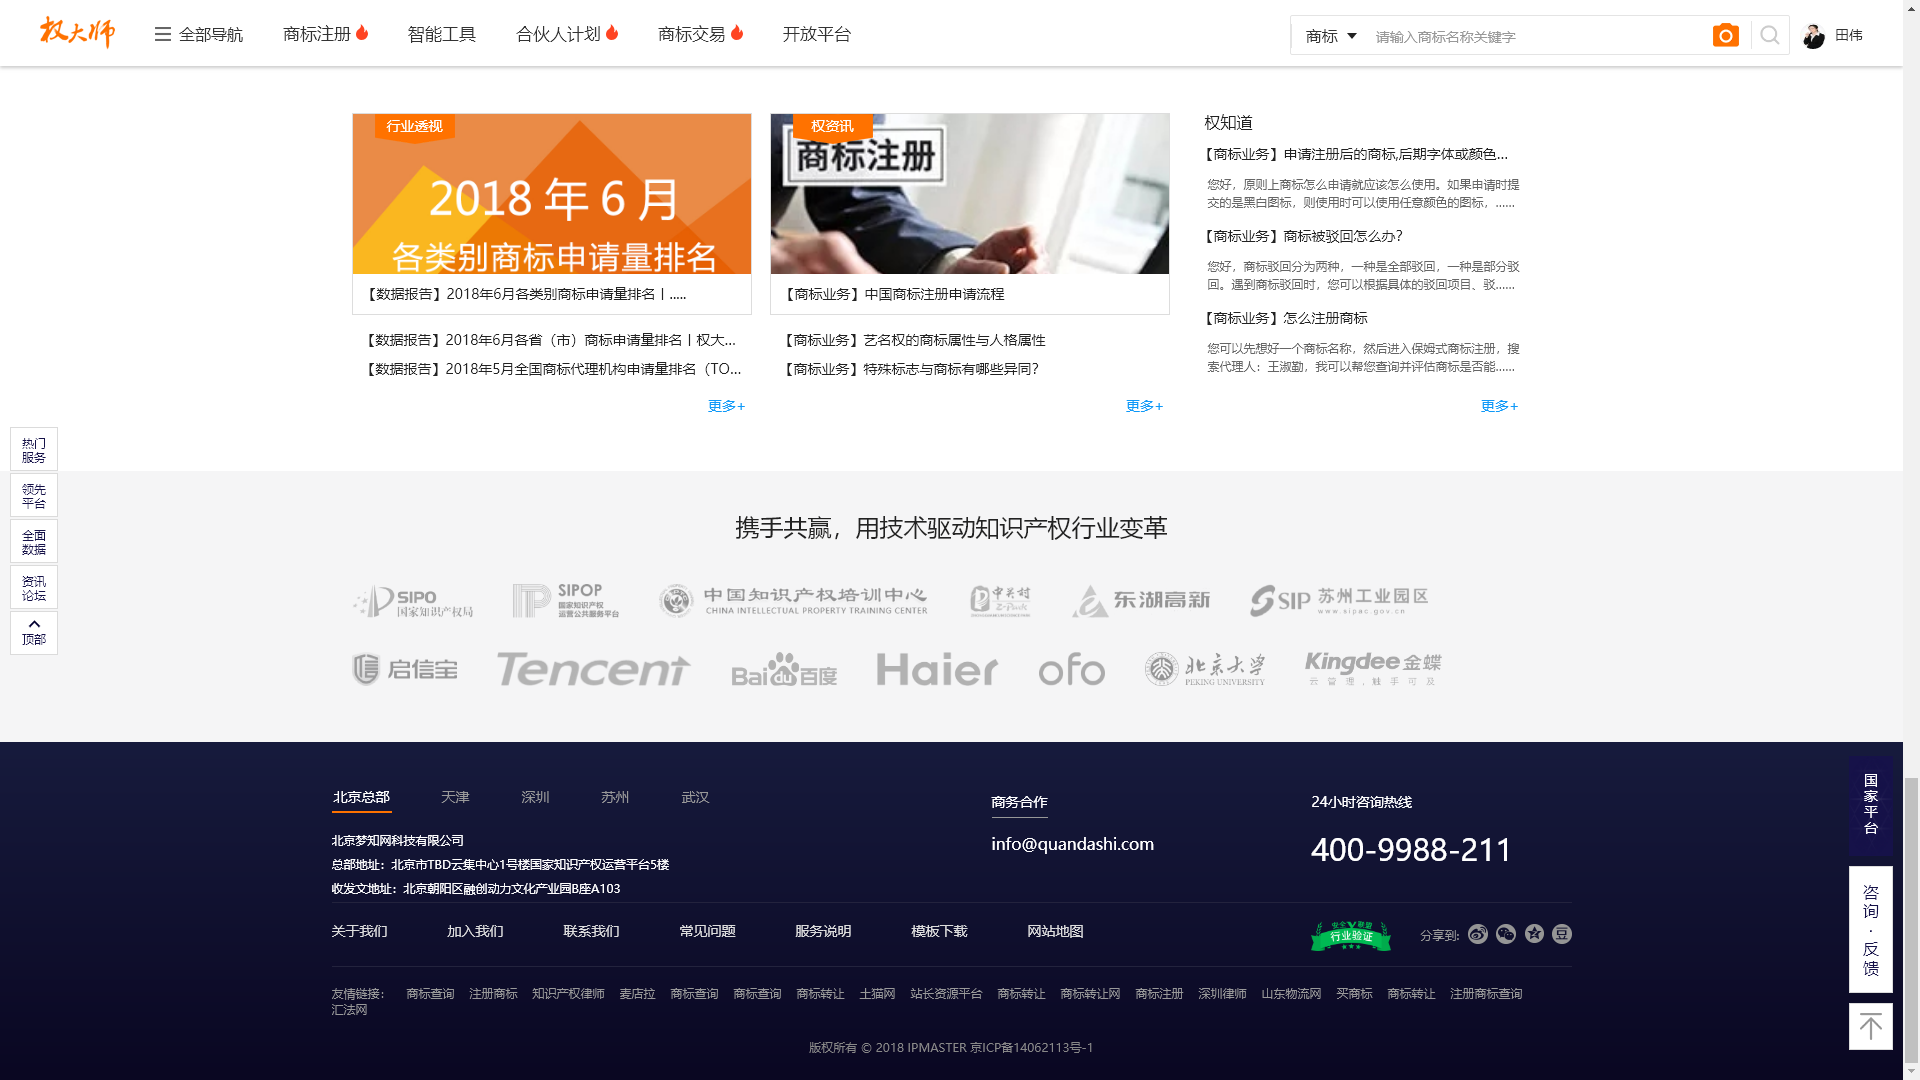 权大师
全部导航
商标注册
智能工具
合伙人计划
商标交易
开放平台
商标
请输入商标名称关键字
田伟
行业透视
2018 年 6 月
各类别商标申请量排名
【数据报告】2018年6月各类别商标申请量排名丨.....
【数据报告】2018年6月各省（市）商标申请量排名丨权大...
【数据报告】2018年5月全国商标代理机构申请量排名（TO...
更多+
权资讯
商标注册
【商标业务】中国商标注册申请流程
【商标业务】艺名权的商标属性与人格属性
【商标业务】特殊标志与商标有哪些异同?
更多+
权知道
【商标业务】申请注册后的商标,后期字体或颜色...
您好，原则上商标怎么申请就应该怎么使用。如果申请时提
交的是黑白图标，则使用时可以使用任意颜色的图标，......
【商标业务】商标被驳回怎么办?
您好，商标驳回分为两种，一种是全部驳回，一种是部分驳
回。遇到商标驳回时，您可以根据具体的驳回项目、驳......
【商标业务】怎么注册商标
您可以先想好一个商标名称，然后进入保姆式商标注册，搜
索代理人：王淑勤，我可以帮您查询并评估商标是否能......
更多+
热门
服务
领先
平台
全面
数据
资讯
论坛
顶部
携手共赢，用技术驱动知识产权行业变革
SIPO
国家知识产权局
SIPOP
国家知识产权
运营公共服务平台
中国知识产权培训中心
CHINA INTELLECTUAL PROPERTY TRAINING CENTER
中关村
Z-Park
东湖高新
SIP 苏州工业园区
www.sipac.gov.cn
启信宝
Tencent
Baidu百度
Haier
ofo
北京大学
PEKING UNIVERSITY
Kingdee金蝶
云管理，触手可及
北京总部
天津
深圳
苏州
武汉
北京梦知网科技有限公司
总部地址：北京市TBD云集中心1号楼国家知识产权运营平台5楼
收发文地址：北京朝阳区融创动力文化产业园B座A103
商务合作
info@quandashi.com
24小时咨询热线
400-9988-211
关于我们
加入我们
联系我们
常见问题
服务说明
模板下载
网站地图
安全联盟
行业验证
分享到:
友情链接： 商标查询 注册商标 知识产权律师 麦店拉 商标查询 商标查询 商标转让 土猫网 站长资源平台 商标转让 商标转让网 商标注册 深圳律师 山东物流网 买商标 商标转让 注册商标查询
汇法网
版权所有 © 2018 IPMASTER 京ICP备14062113号-1
国家平台
咨询·反馈